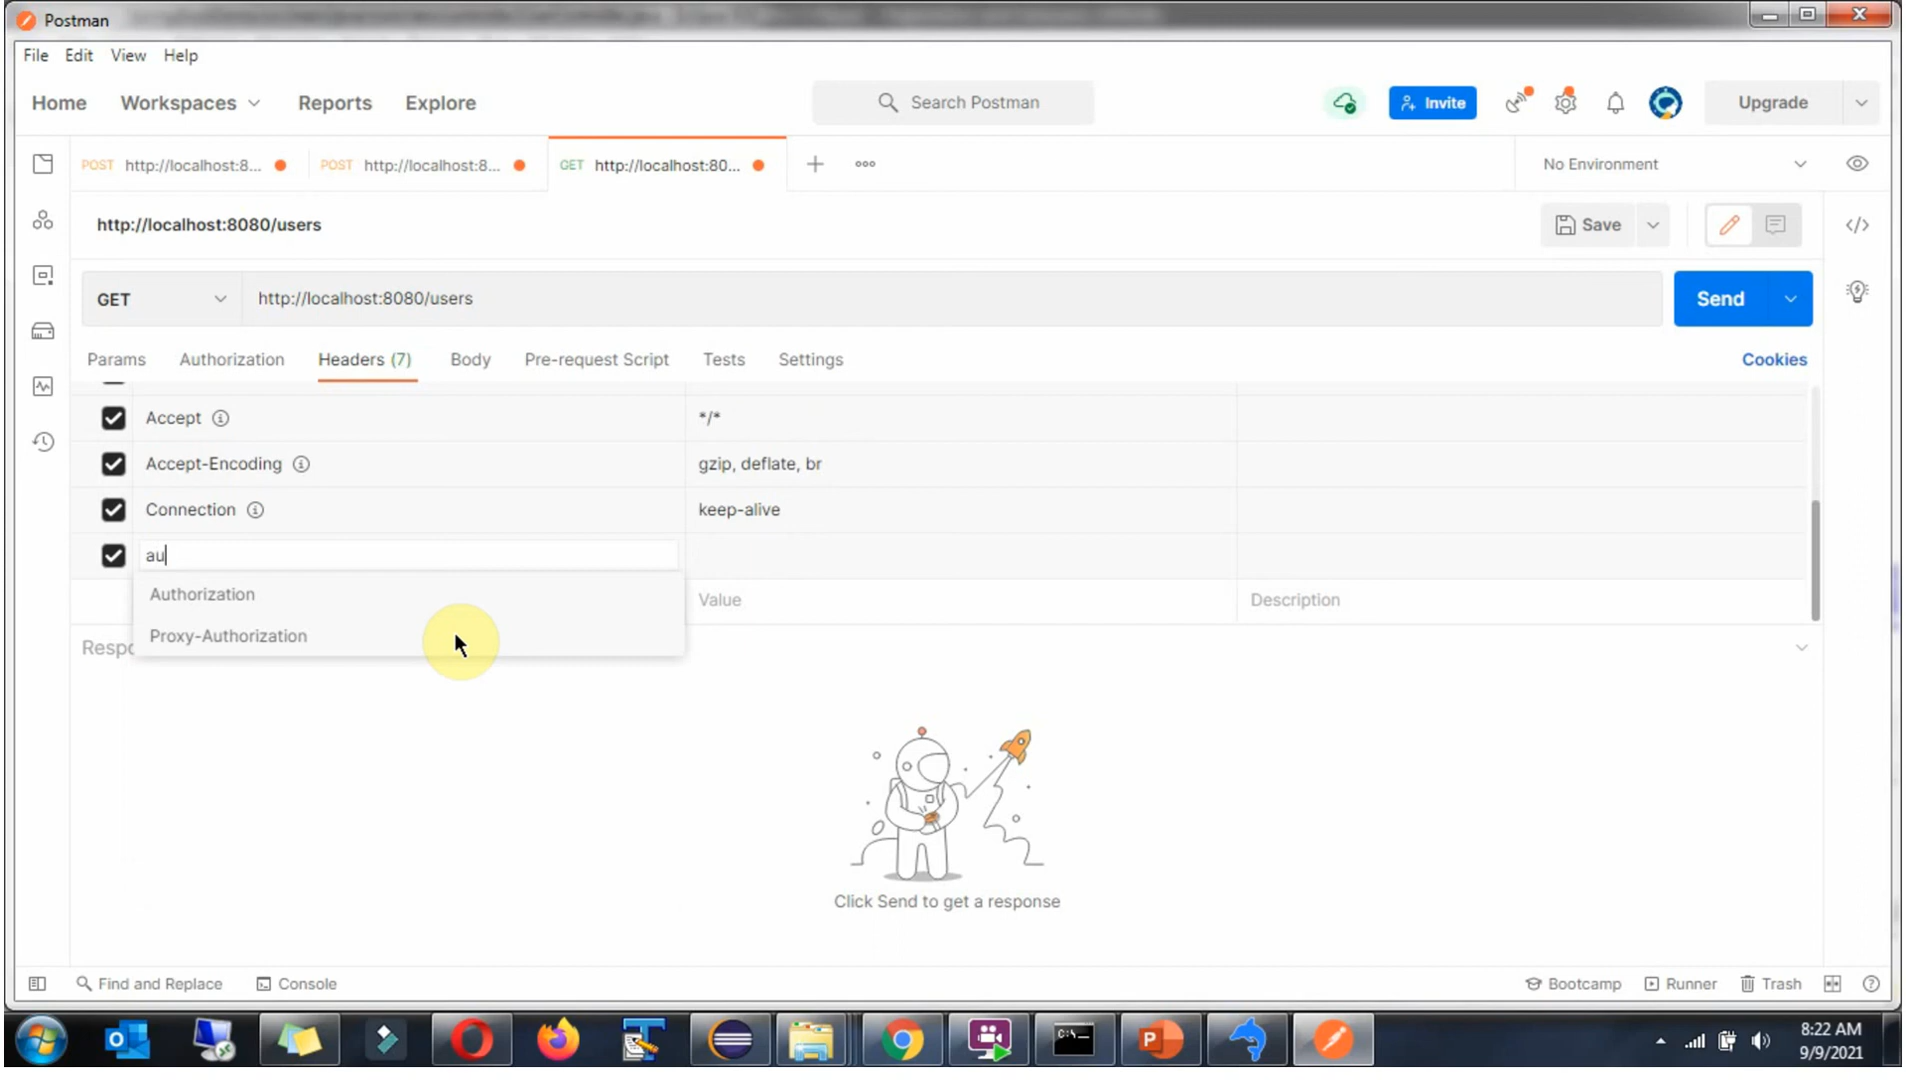 Postman
File Edit View Help
Home Workspaces Reports Explore Search Postman Invite Upgrade
POST http://localhost:8... POST http://localhost:8... GET http://localhost:80... No Environment
http://localhost:8080/users Save
GET http://localhost:8080/users Send
Params Authorization Headers (7) Body Pre-request Script Tests Settings Cookies
Accept */*
Accept-Encoding gzip, deflate, br
Connection keep-alive
au
Authorization
Value Description
Proxy-Authorization
Respo
Click Send to get a response
Find and Replace Console Bootcamp Runner Trash
8:22 AM
9/9/2021